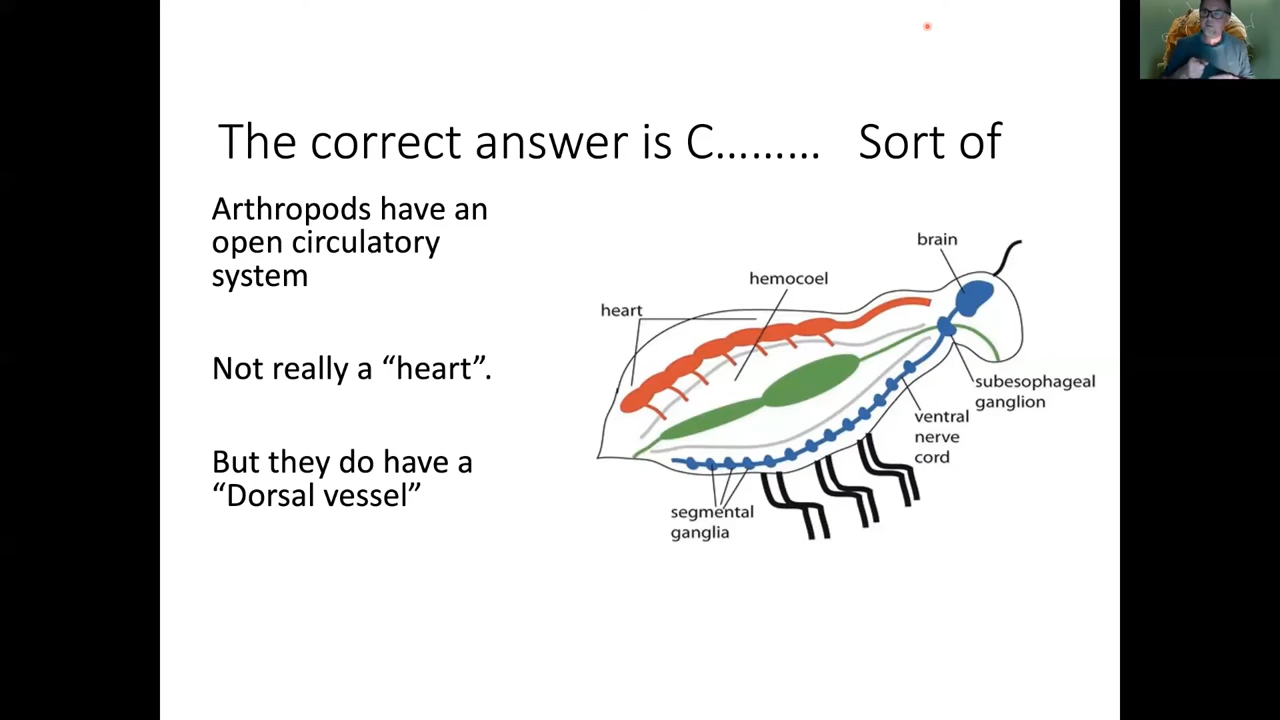 The correct answer is C......... Sort of
Arthropods have an
open circulatory
system
Not really a “heart”.
But they do have a
“Dorsal vessel”
brain
hemocoel
heart
subesophageal
ganglion
ventral
nerve
cord
segmental
ganglia